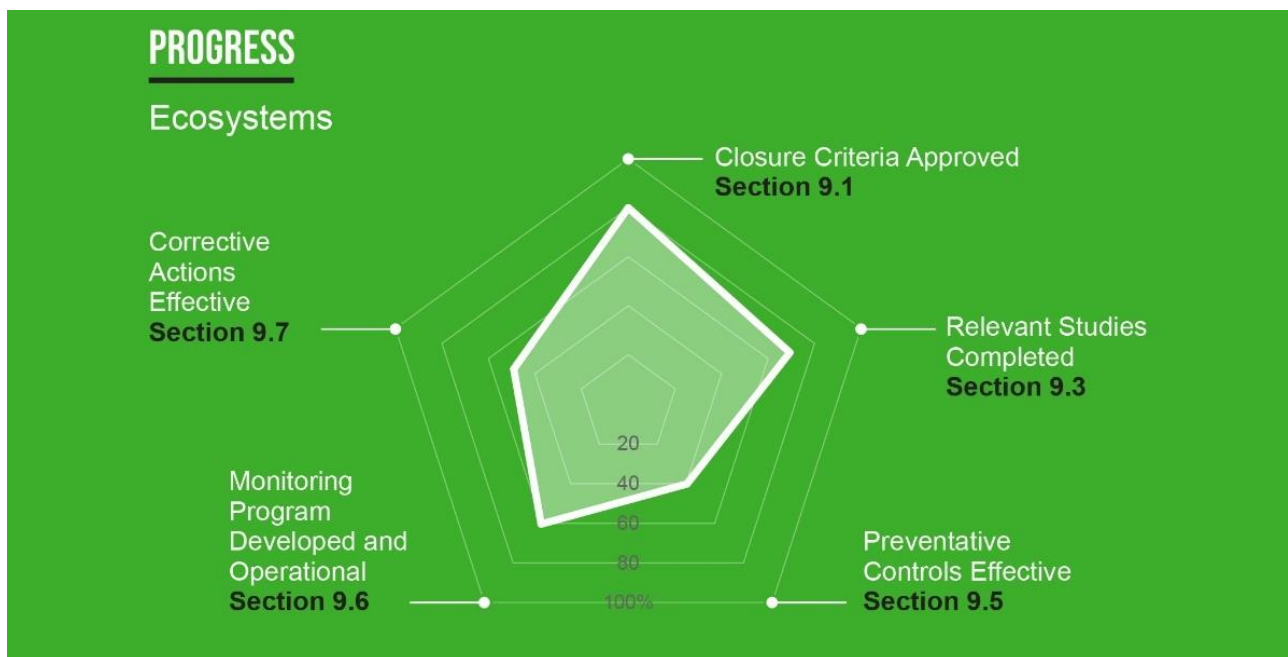 PROGRESS
Ecosystems
Closure Criteria Approved
Section 9.1
Corrective
Actions
Effective
Section 9.7
Relevant Studies
Completed
Section 9.3
20
40
60
80
100%
Monitoring
Program
Developed and
Operational
Section 9.6
Preventative
Controls Effective
Section 9.5